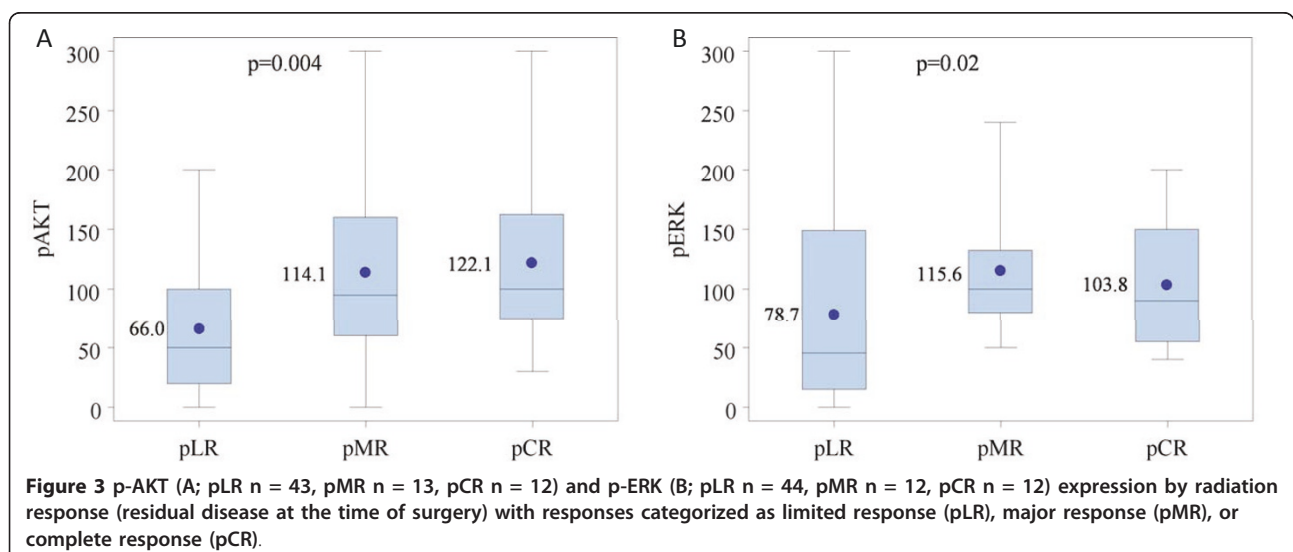 A
B
300
p=0.004
250
200
150
100
50
0
pAKT
66.0
114.1
122.1
pLR pMR pCR
300
p=0.02
250
200
150
100
50
0
pERK
78.7
115.6
103.8
pLR pMR pCR
Figure 3 p-AKT (A; pLR n = 43, pMR n = 13, pCR n = 12) and p-ERK (B; pLR n = 44, pMR n = 12, pCR n = 12) expression by radiation
response (residual disease at the time of surgery) with responses categorized as limited response (pLR), major response (pMR), or
complete response (pCR).